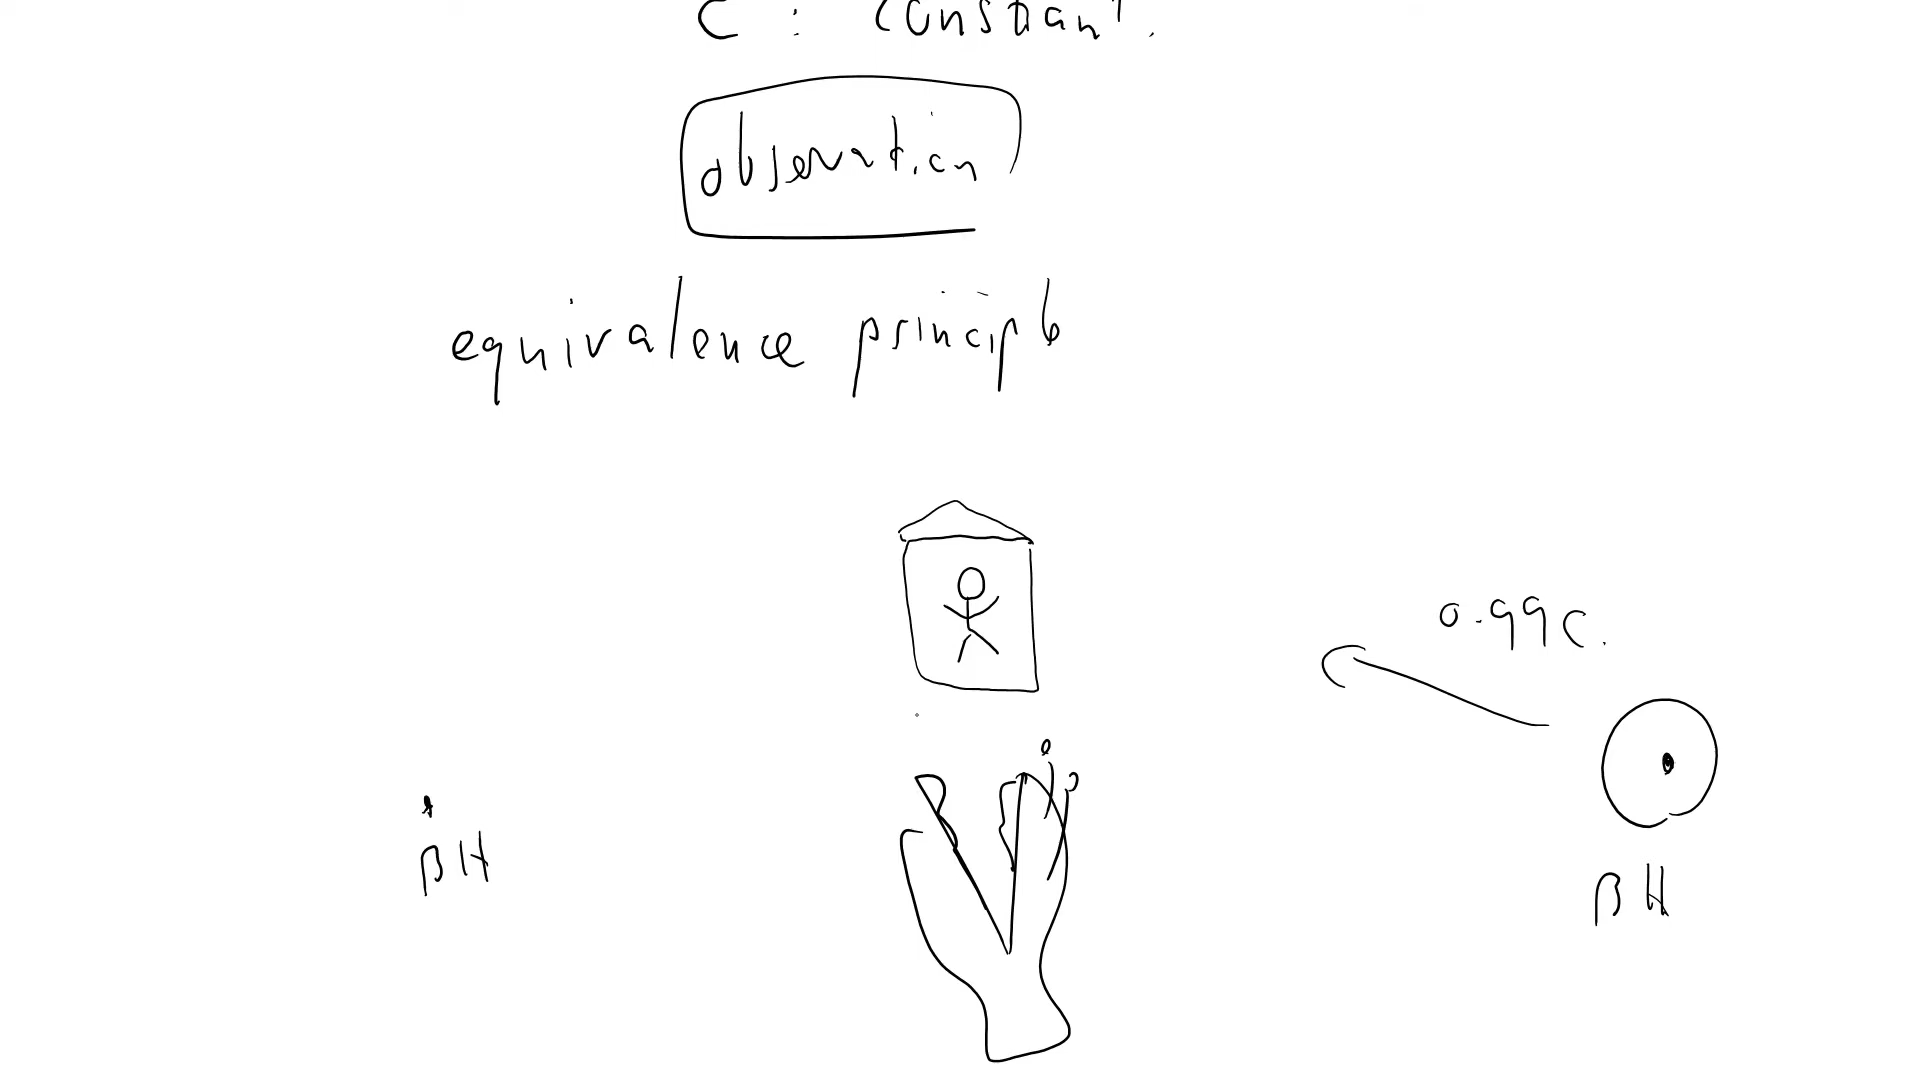 C : constant.
observation
equivalence principle
0.99c.
BH
BH